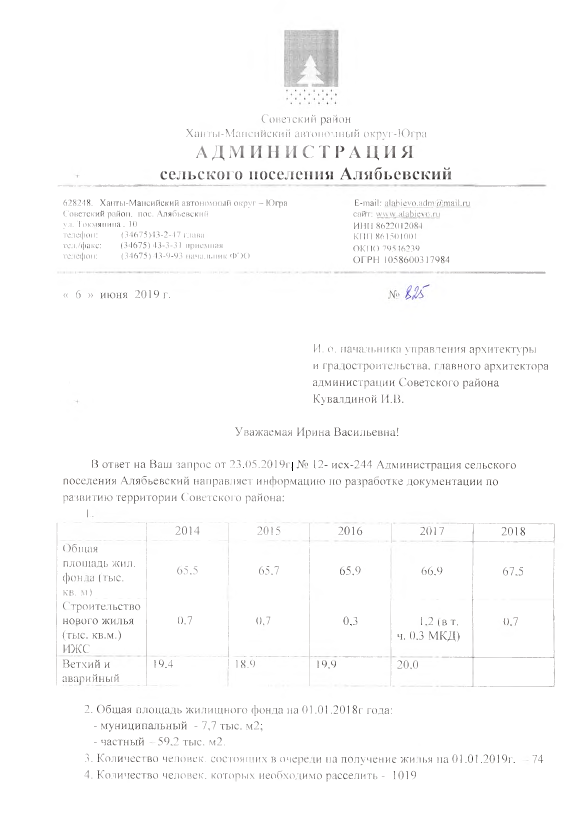 Советский район
Ханты-Мансийский автономный округ-Югра
АДМИНИСТРАЦИЯ
сельского поселения Алябьевский
628248, Ханты-Мансийский автономный округ – Югра
Советский район, пос. Алябьевский
ул. Токмянина , 10
телефон: (34675)43-2-47 глава
тел./факс: (34675) 43-3-31 приемная
телефон: (34675) 43-9-93 начальник ФЭО
E-mail: alabievo.adm@mail.ru
сайт: www.alabievo.ru
ИНН 8622012084
КПП 861501001
ОКПО 79546239
ОГРН 1058600317984
« 6 » июня 2019 г.
№ 825
И. о. начальника управления архитектуры
и градостроительства, главного архитектора
администрации Советского района
Кувалдиной И.В.
Уважаемая Ирина Васильевна!
В ответ на Ваш запрос от 23.05.2019г № 12- исх-244 Администрация сельского
поселения Алябьевский направляет информацию по разработке документации по
развитию территории Советского района:
1.
2014 2015 2016 2017 2018
Общая
площадь жил.
фонда (тыс.
кв. м)
65,5 65,7 65,9 66,9 67,5
Строительство
нового жилья
(тыс. кв.м.)
ИЖС
0,7 0,7 0,3 1,2 (в т.
ч. 0,3 МКД) 0,7
Ветхий и
аварийный
19,4 18,9 19,9 20,0
2. Общая площадь жилищного фонда на 01.01.2018г года:
- муниципальный - 7,7 тыс. м2;
- частный – 59,2 тыс. м2.
3. Количество человек, состоящих в очереди на получение жилья на 01.01.2019г. – 74
4. Количество человек, которых необходимо расселить - 1019